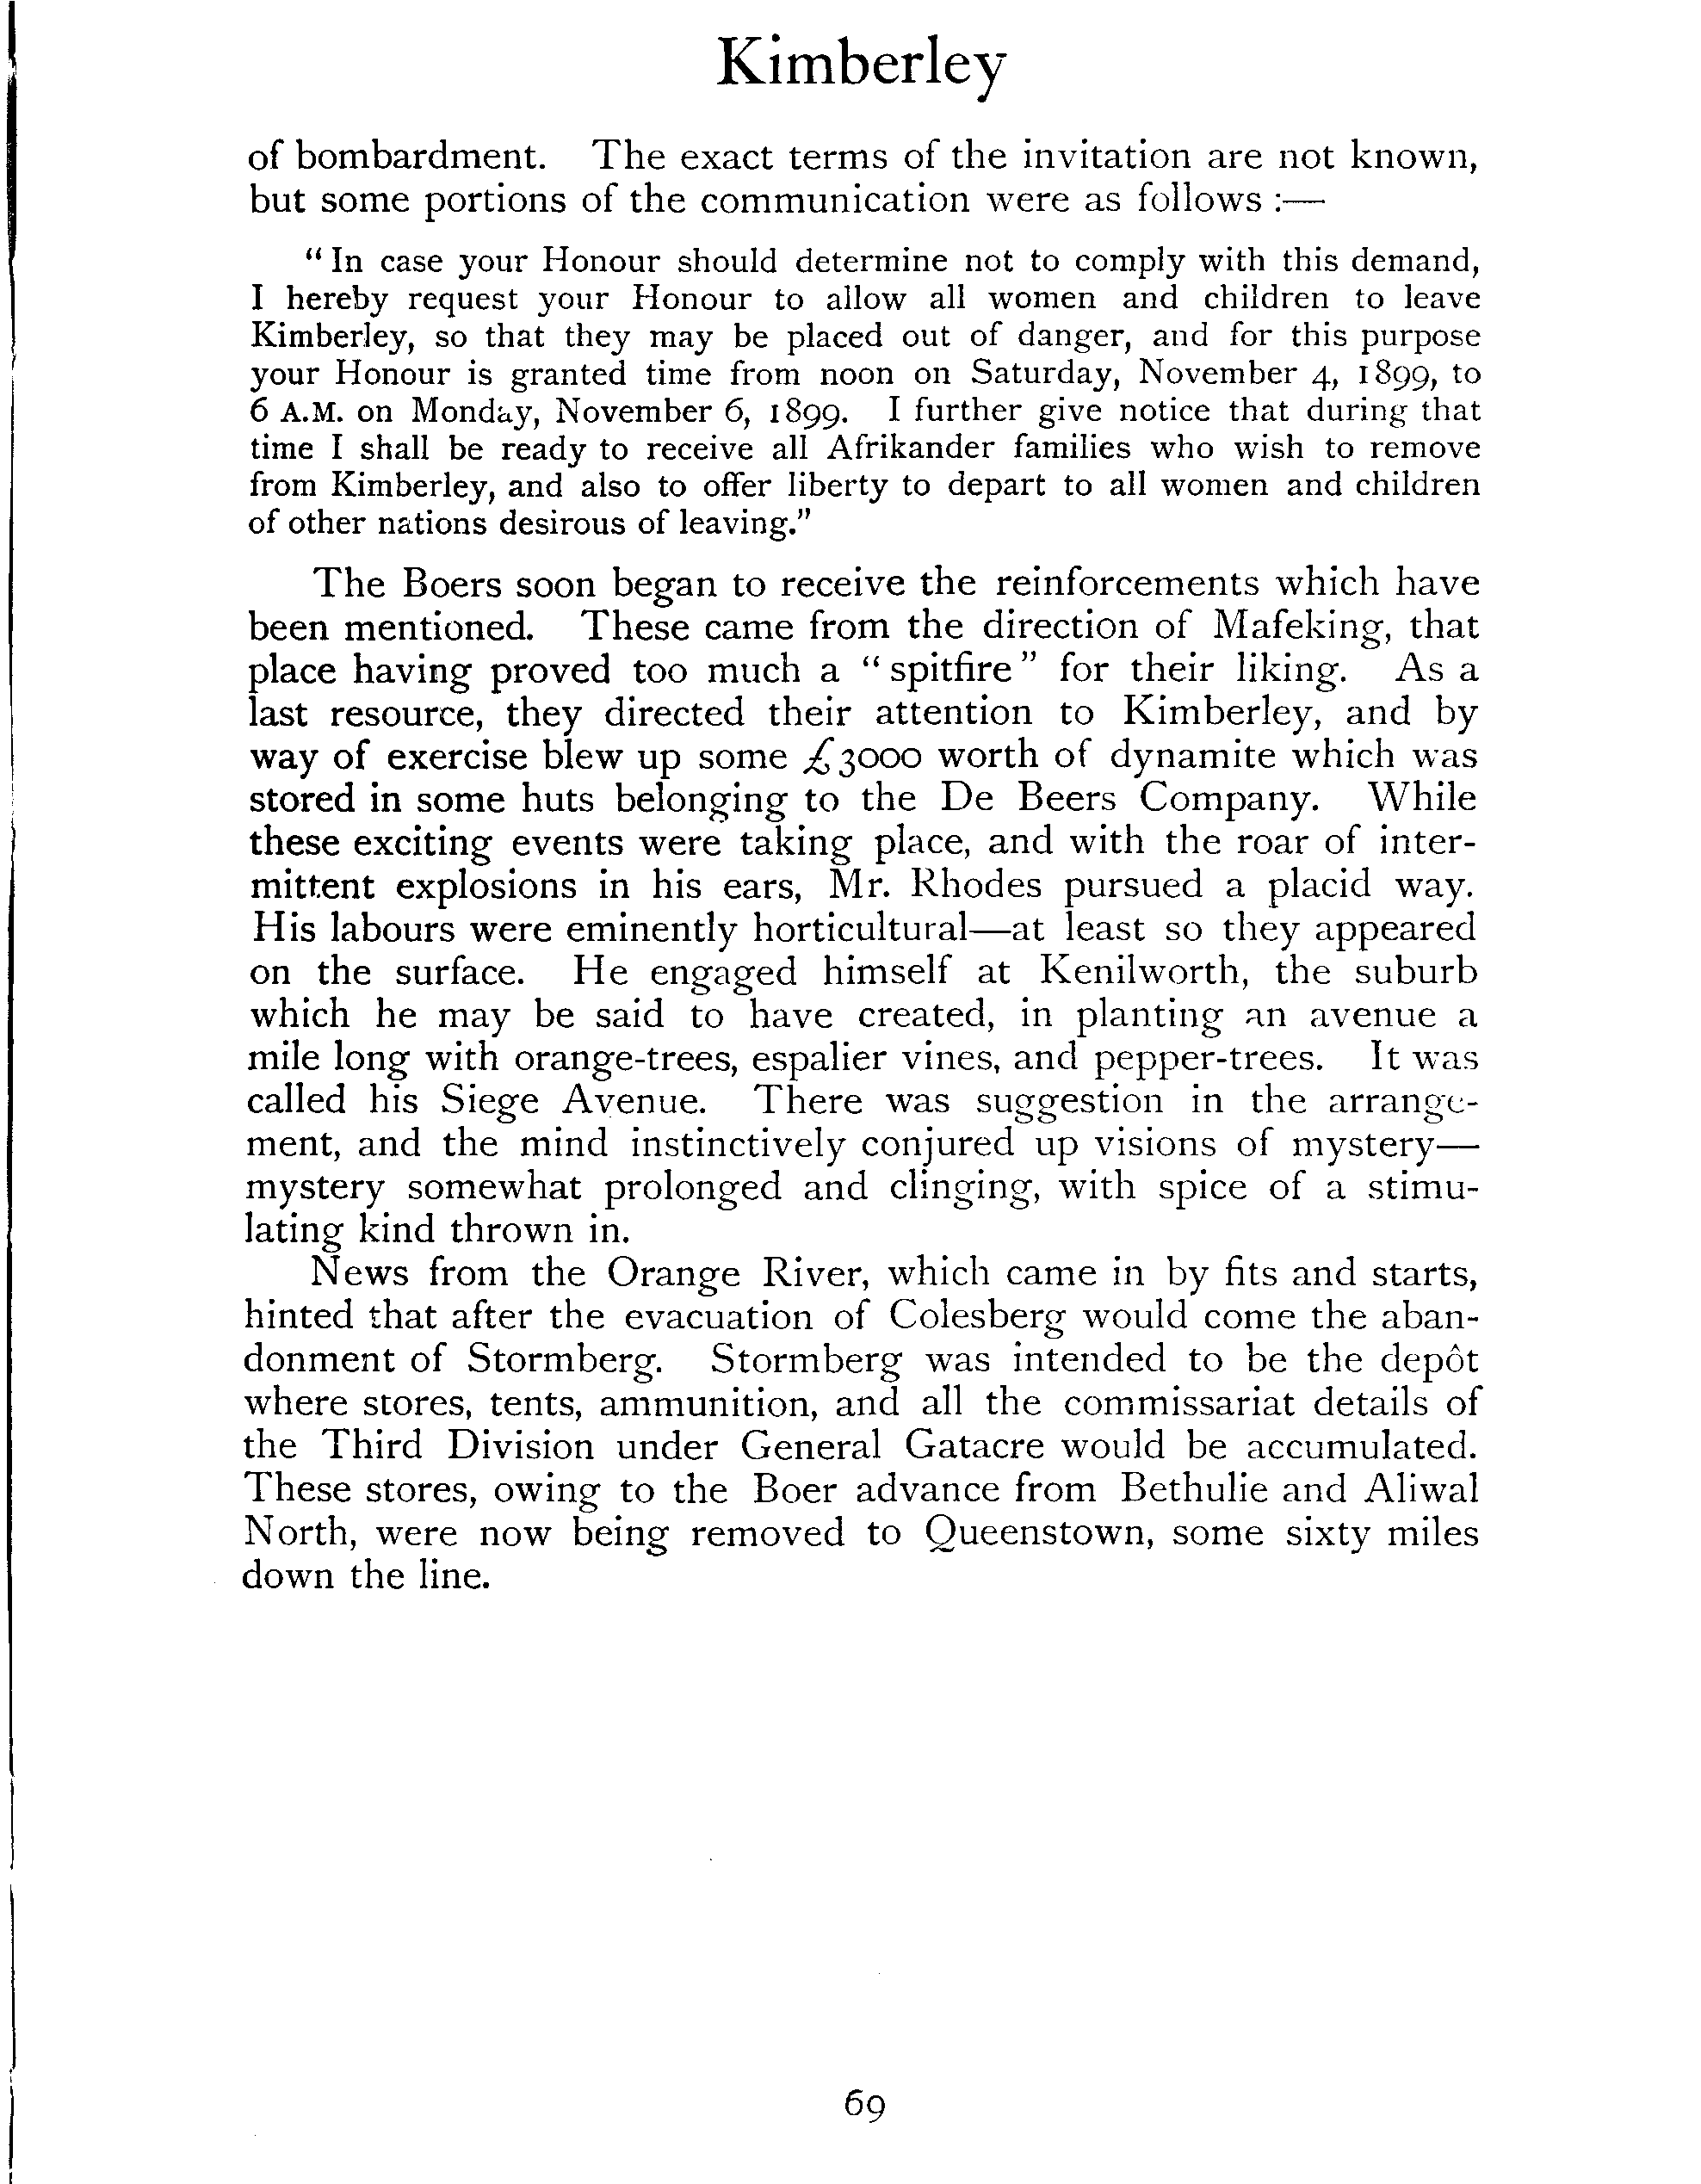 Kimberley
of bombardment. The exact terms of the invitation are not known,
but some portions of the communication were as follows :—
“ In case your Honour should determine not to comply with this demand,
I hereby request your Honour to allow all women and children to leave
Kimberley, so that they may be placed out of danger, and for this purpose
your Honour is granted time from noon on Saturday, November 4, 1899, to
6 A.M. on Monday, November 6, 1899. I further give notice that during that
time I shall be ready to receive all Afrikander families who wish to remove
from Kimberley, and also to offer liberty to depart to all women and children
of other nations desirous of leaving.”
The Boers soon began to receive the reinforcements which have
been mentioned. These came from the direction of Mafeking, that
place having proved too much a “ spitfire ” for their liking. As a
last resource, they directed their attention to Kimberley, and by
way of exercise blew up some £3000 worth of dynamite which was
stored in some huts belonging to the De Beers Company. While
these exciting events were taking place, and with the roar of inter-
mittent explosions in his ears, Mr. Rhodes pursued a placid way.
His labours were eminently horticultural—at least so they appeared
on the surface. He engaged himself at Kenilworth, the suburb
which he may be said to have created, in planting an avenue a
mile long with orange-trees, espalier vines, and pepper-trees. It was
called his Siege Avenue. There was suggestion in the arrange-
ment, and the mind instinctively conjured up visions of mystery—
mystery somewhat prolonged and clinging, with spice of a stimu-
lating kind thrown in.
News from the Orange River, which came in by fits and starts,
hinted that after the evacuation of Colesberg would come the aban-
donment of Stormberg. Stormberg was intended to be the depôt
where stores, tents, ammunition, and all the commissariat details of
the Third Division under General Gatacre would be accumulated.
These stores, owing to the Boer advance from Bethulie and Aliwal
North, were now being removed to Queenstown, some sixty miles
down the line.
69